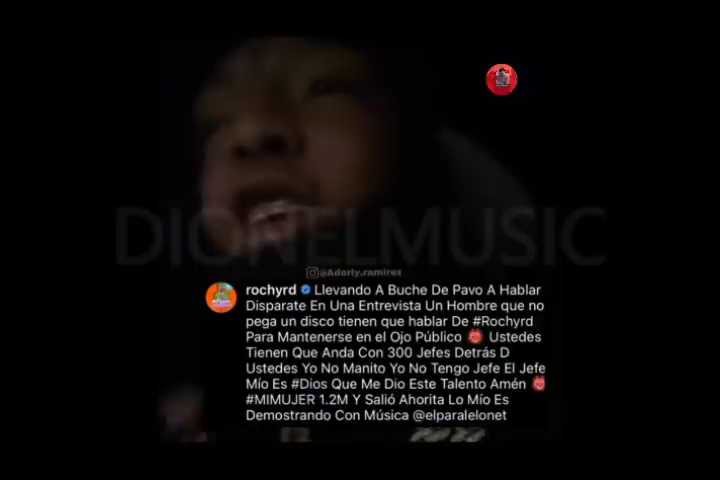 DIONELMUSIC
@Aderly.ramirez
rochyrd Llevando A Buche De Pavo A Hablar
Disparate En Una Entrevista Un Hombre que no
pega un disco tienen que hablar De #Rochyrd
Para Mantenerse en el Ojo Público 👹 Ustedes
Tienen Que Anda Con 300 Jefes Detrás D
Ustedes Yo No Manito Yo No Tengo Jefe El Jefe
Mío Es #Dios Que Me Dio Este Talento Amén 👹
#MIMUJER 1.2M Y Salió Ahorita Lo Mío Es
Demostrando Con Música @elparalelonet